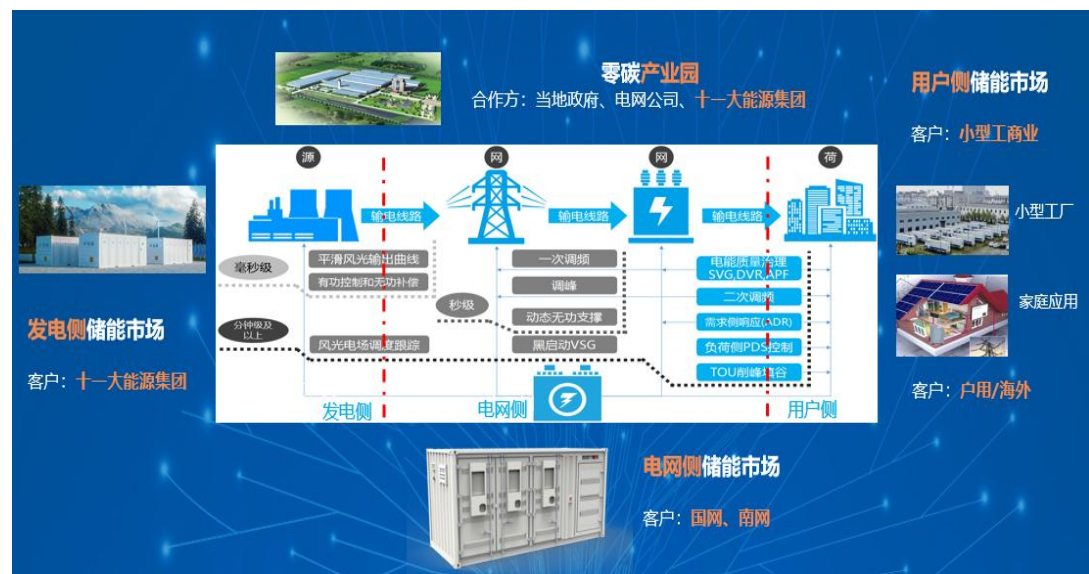 零碳产业园
合作方：当地政府、电网公司、十一大能源集团
用户侧储能市场
客户：小型工商业
小型工厂
家庭应用
客户：户用/海外
发电侧储能市场
客户：十一大能源集团
源
网
网
荷
输电线路
输电线路
输电线路
毫秒级
平滑风光输出曲线
有功控制和无功补偿
分钟级及
以上
风光电场调度跟踪
秒级
一次调频
调峰
动态无功支撑
黑启动VSG
电能质量治理
SVG,DVR,APF
二次调频
需求侧响应(ADR)
负荷侧PDS控制
TOU削峰填谷
发电侧
电网侧
用户侧
电网侧储能市场
客户：国网、南网